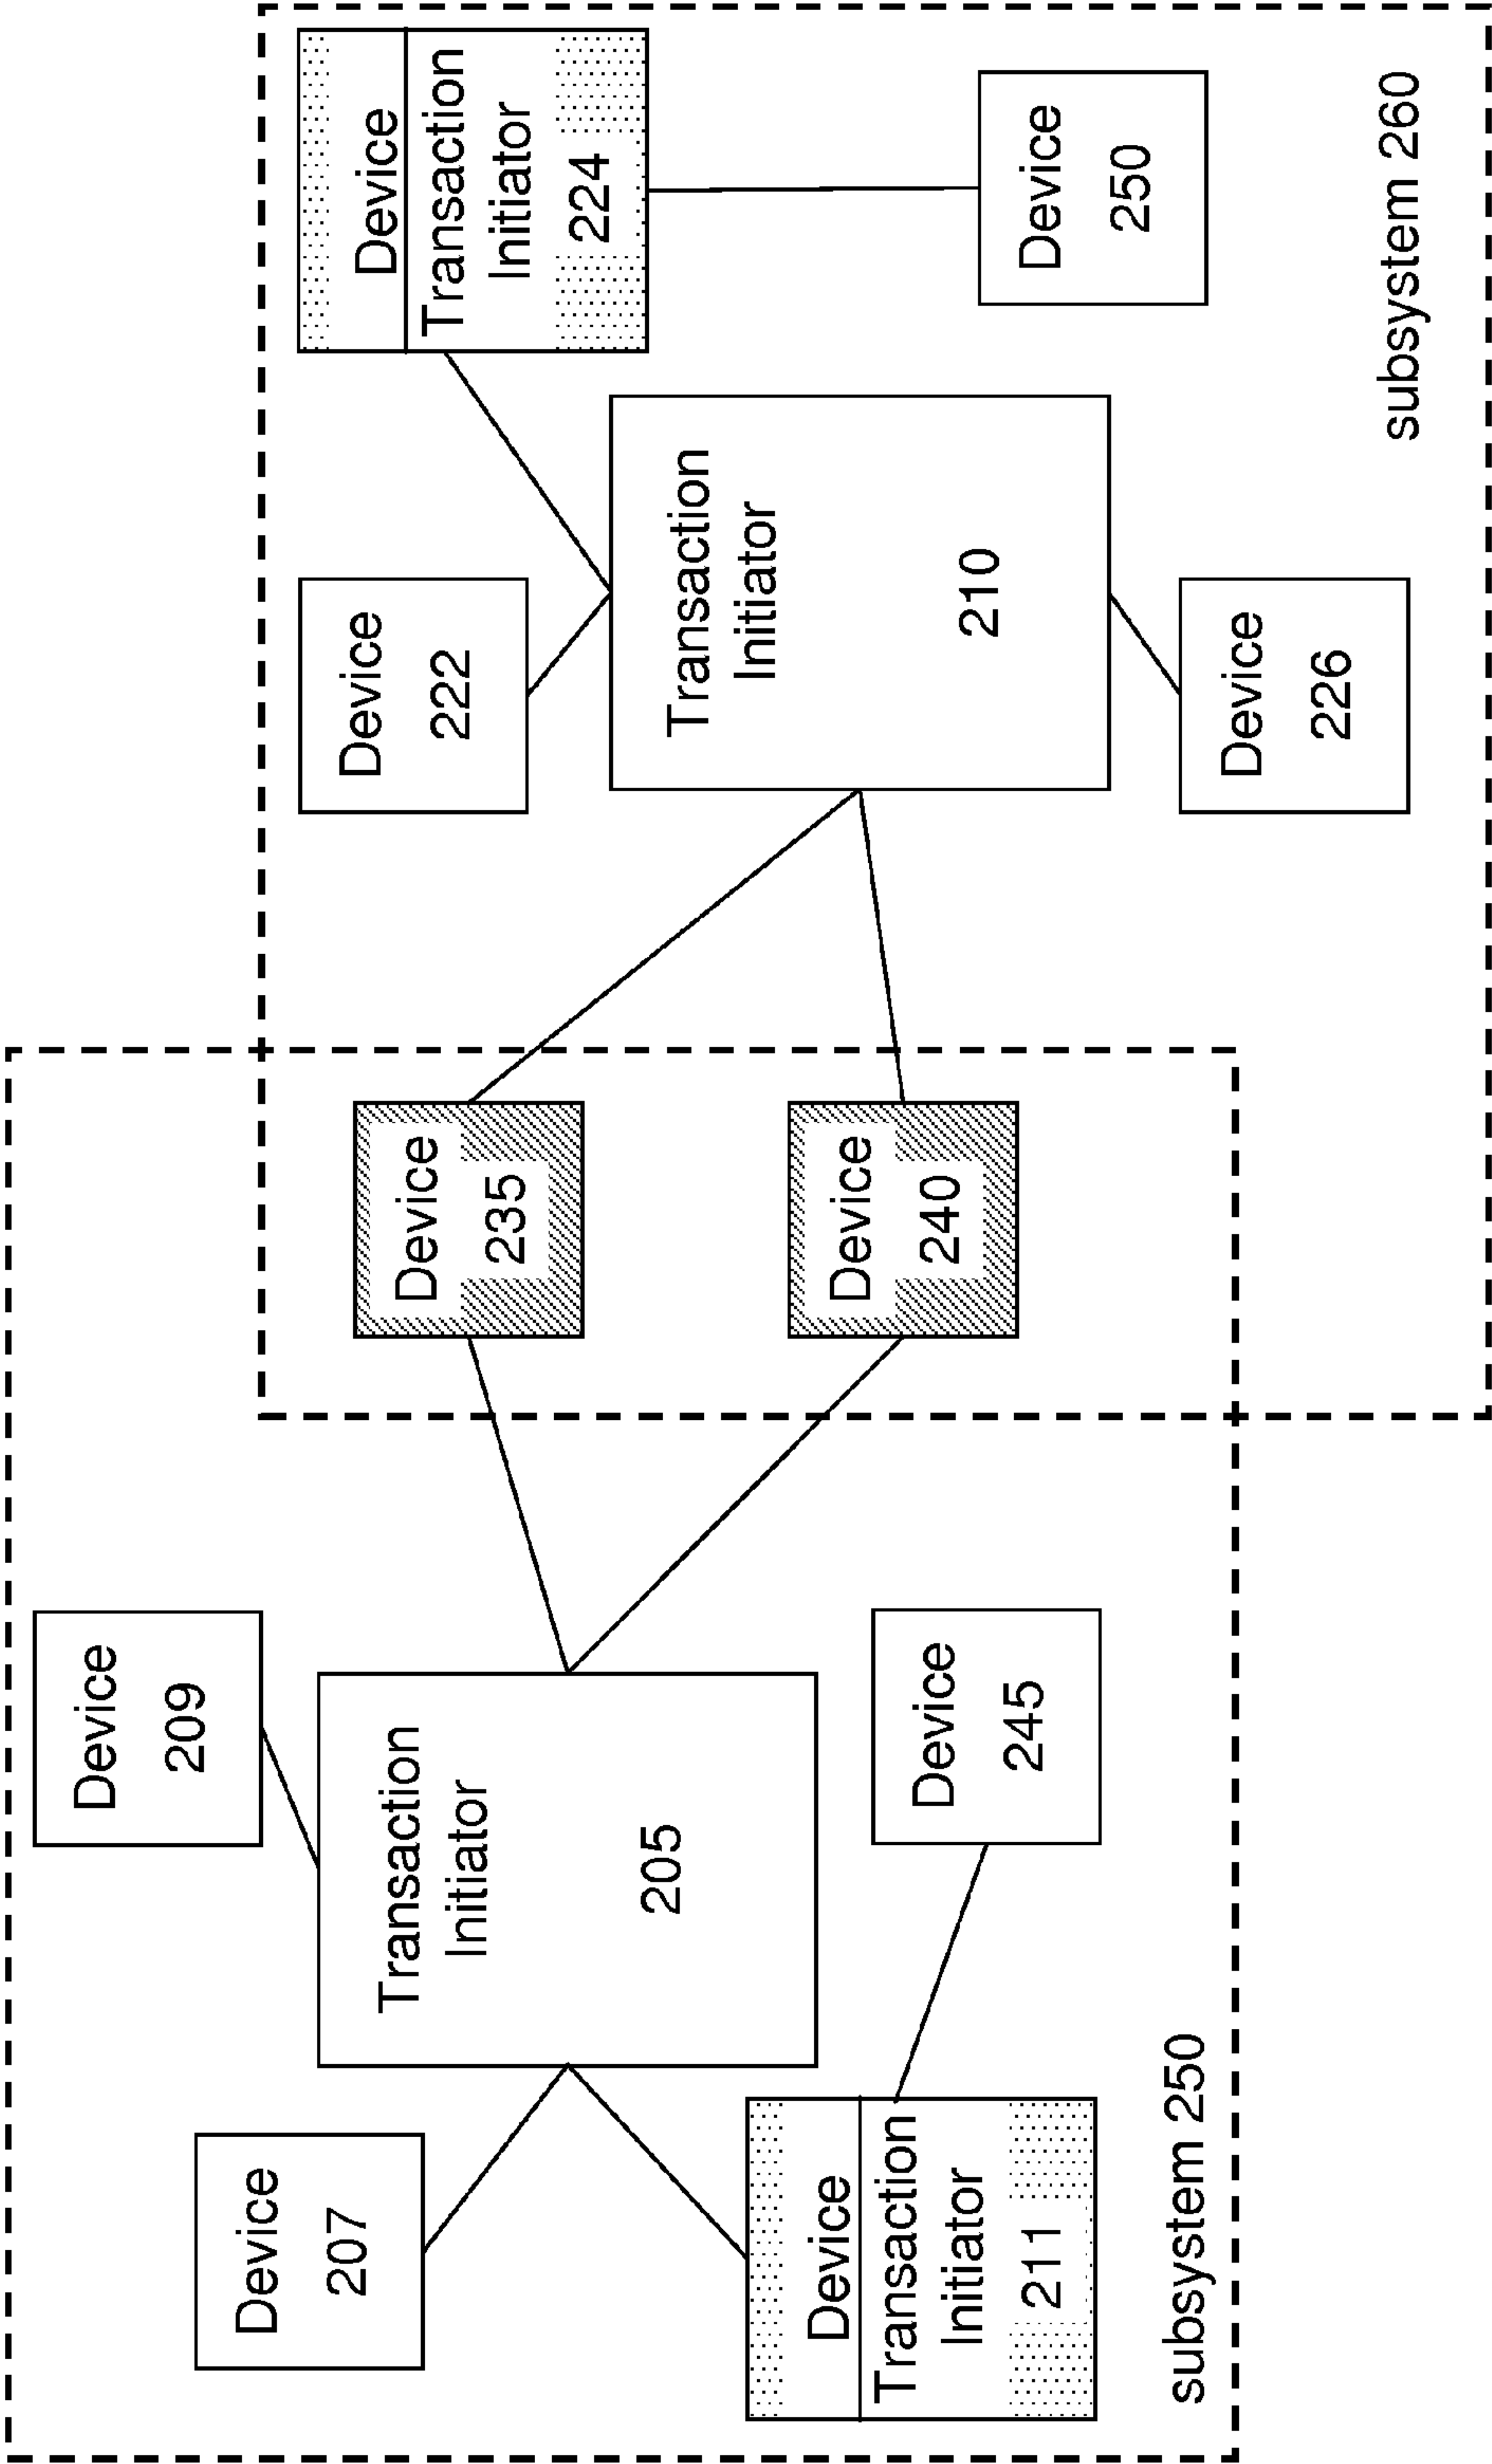 Device
207
Device
209
Transaction
Initiator
205
Device
Transaction
Initiator
211
Device
245
subsystem 250
Device
235
Device
240
Device
222
Transaction
Initiator
210
Device
226
Device
Transaction
Initiator
224
Device
250
subsystem 260